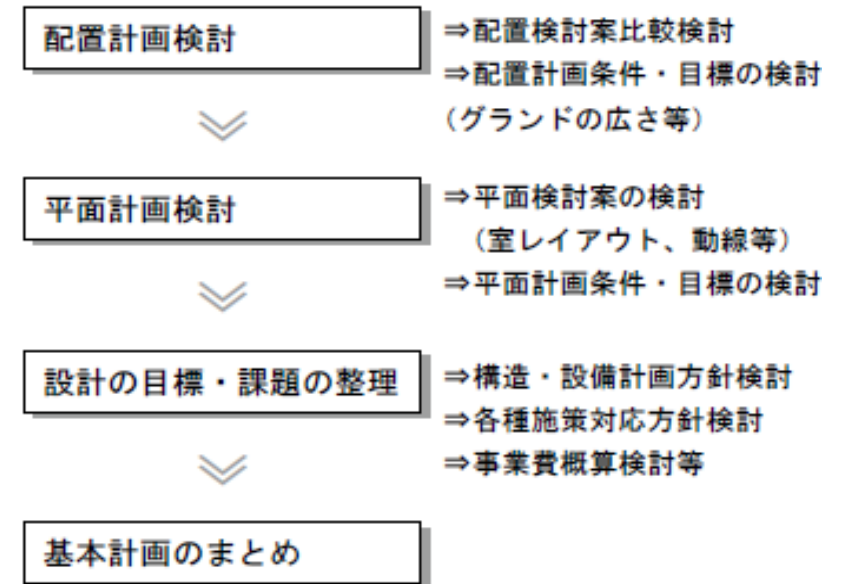 配置計画検討
⇒配置検討案比較検討
⇒配置計画条件・目標の検討
（グランドの広さ等）
平面計画検討
⇒平面検討案の検討
（室レイアウト、動線等）
⇒平面計画条件・目標の検討
設計の目標・課題の整理
⇒構造・設備計画方針検討
⇒各種施策対応方針検討
⇒事業費概算検討等
基本計画のまとめ